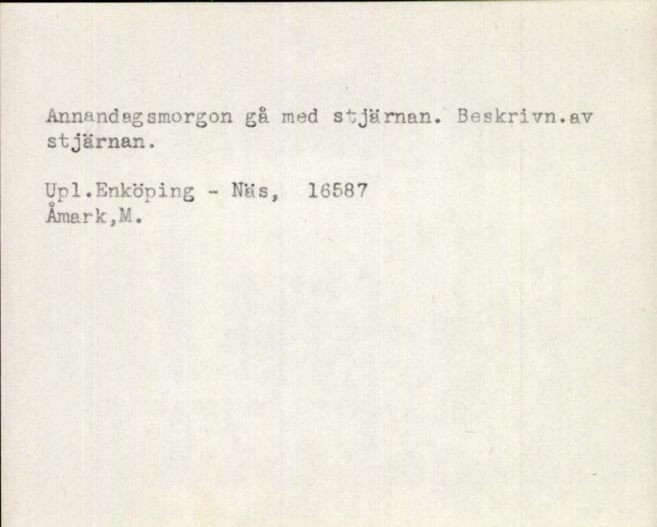 Annandagsmorgon gå med stjärnan. Beskrivn.av
stjärnan.
Upl.Enköping - Näs, 16587
Åmark,M.